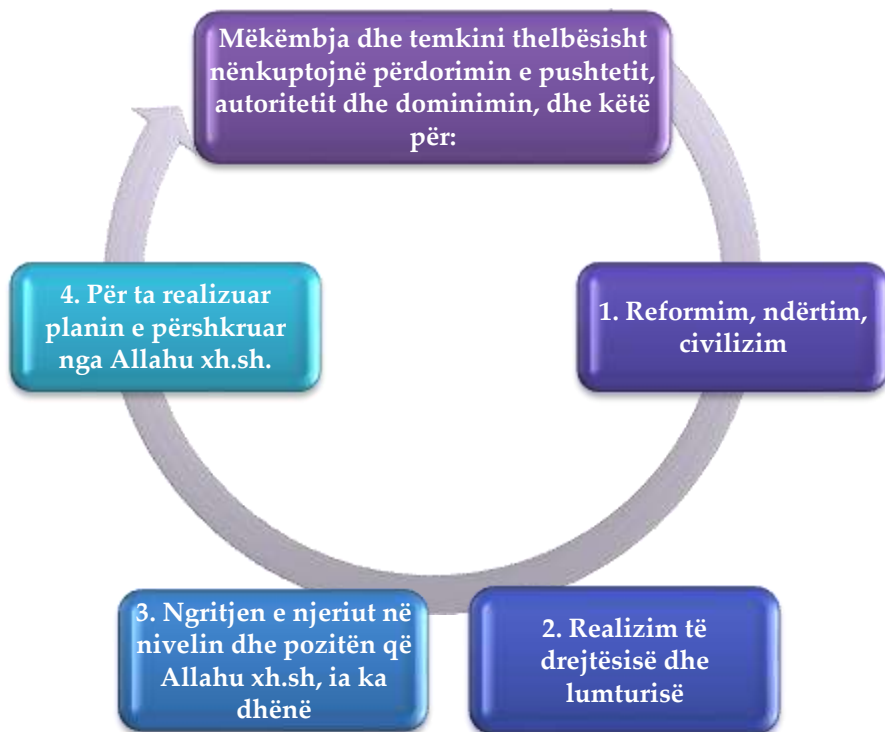 Mëkëmbja dhe temkini thelbësisht
nënkuptojnë përdorimin e pushtetit,
autoritetit dhe dominimin, dhe këtë
për:
1. Reformim, ndërtim,
civilizim
2. Realizim të
drejtësisë dhe
lumturisë
3. Ngritjen e njeriut në
nivelin dhe pozitën që
Allahu xh.sh, ia ka
dhënë
4. Për ta realizuar
planin e përshkruar
nga Allahu xh.sh.